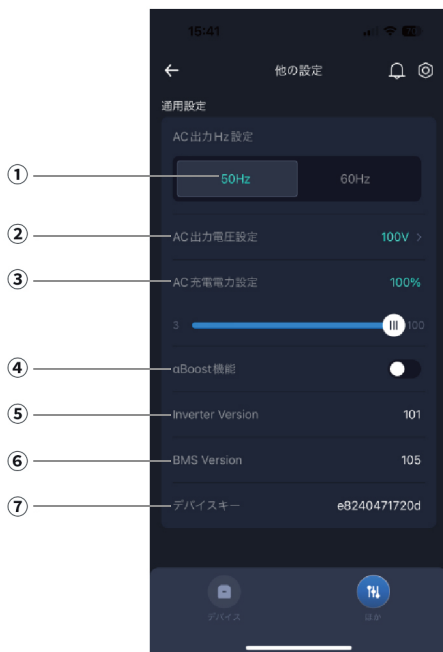 15:41
他の設定
通用設定
AC出力Hz設定
① 50Hz 60Hz
② AC出力電圧設定 100V >
③ AC充電電力設定 100%
3 100
④ αBoost機能
⑤ Inverter Version 101
⑥ BMS Version 105
⑦ デバイスキー e8240471720d
デバイス ほか